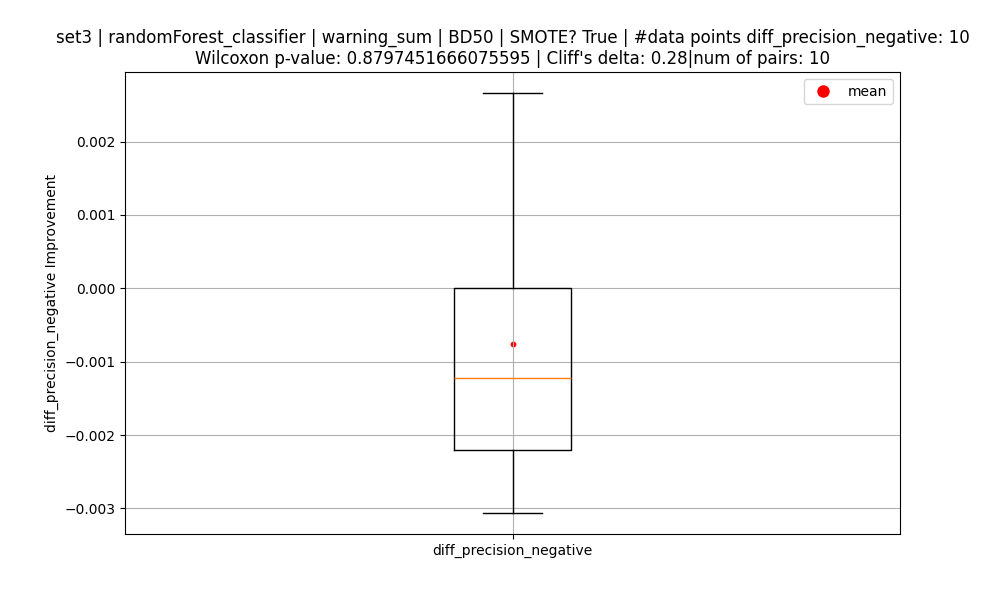 set3 | randomForest_classifier | warning_sum | BD50 | SMOTE? True | #data points diff_precision_negative: 10
Wilcoxon p-value: 0.8797451666075595 | Cliff's delta: 0.28|num of pairs: 10
mean
0.002
0.001
0.000
−0.001
−0.002
−0.003
diff_precision_negative Improvement
diff_precision_negative